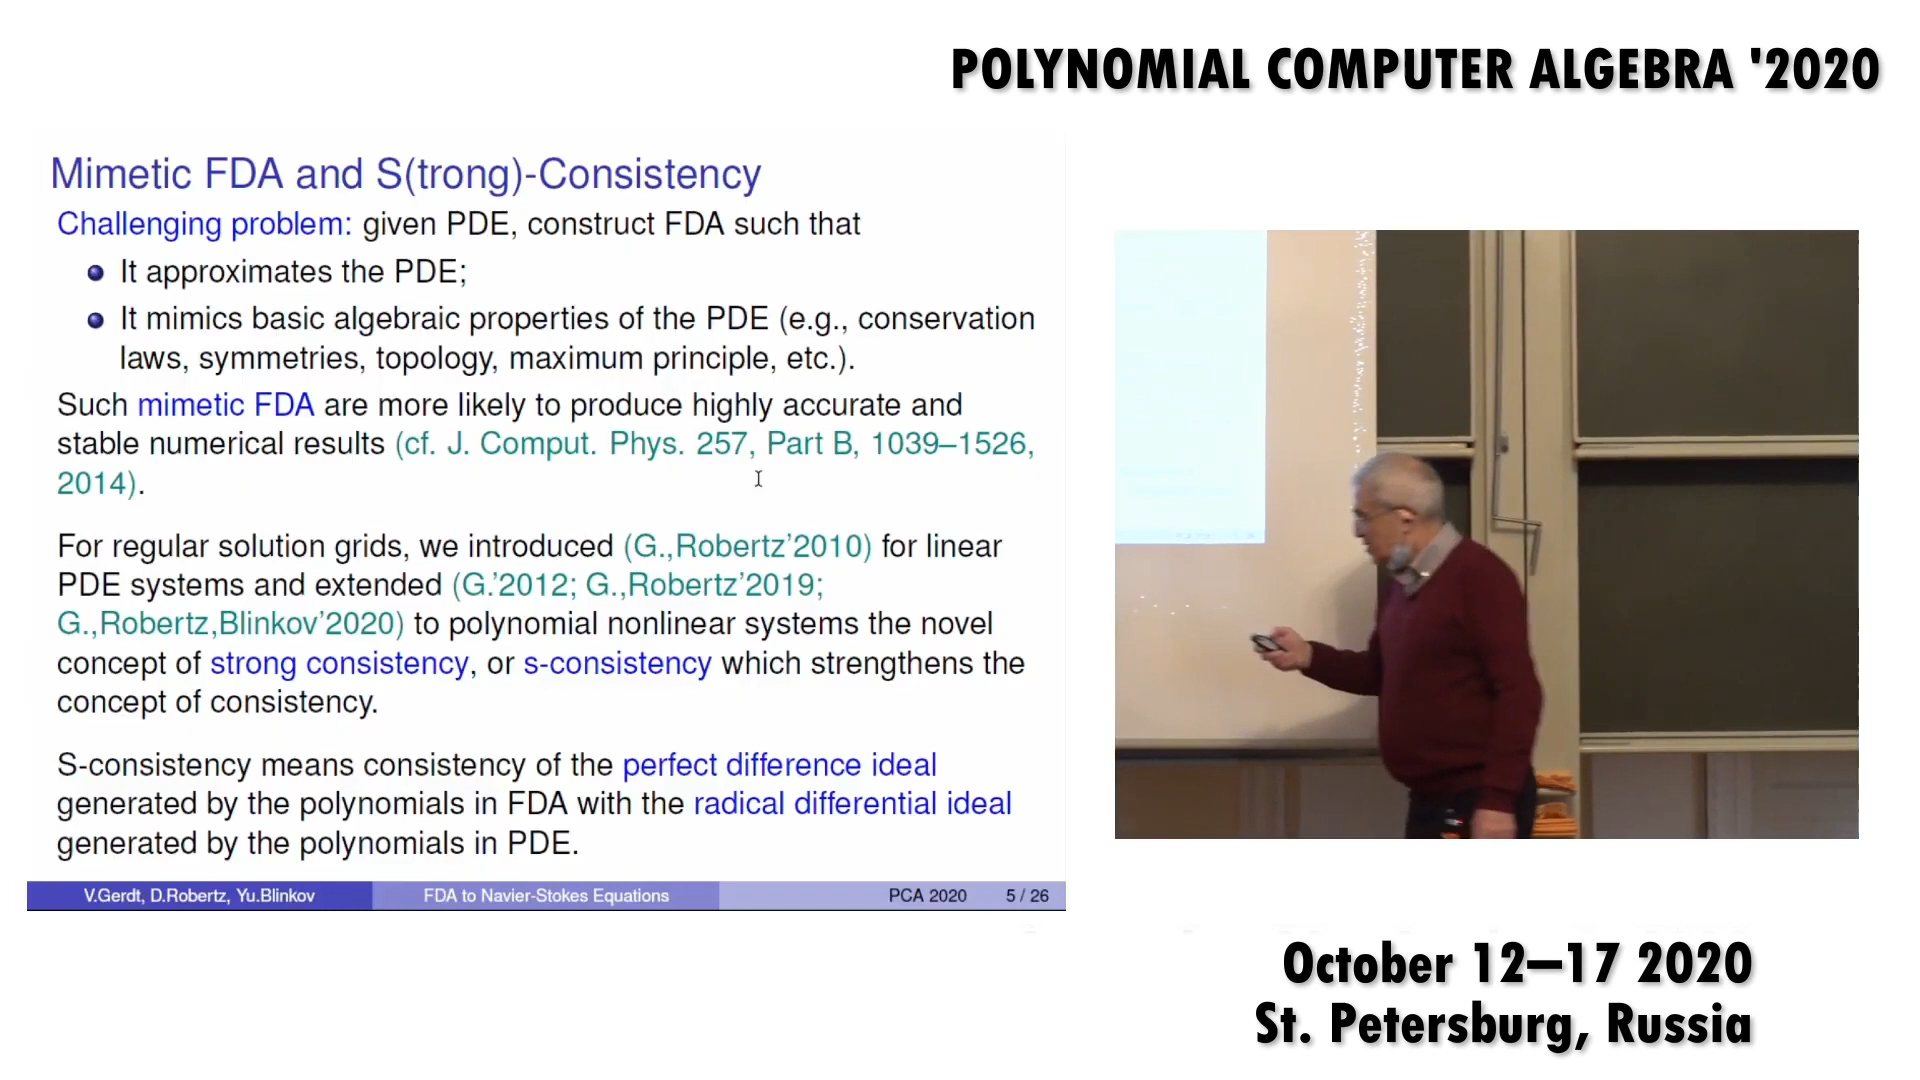 POLYNOMIAL COMPUTER ALGEBRA '2020
Mimetic FDA and S(trong)-Consistency
Challenging problem: given PDE, construct FDA such that
It approximates the PDE;
It mimics basic algebraic properties of the PDE (e.g., conservation
laws, symmetries, topology, maximum principle, etc.).
Such mimetic FDA are more likely to produce highly accurate and
stable numerical results (cf. J. Comput. Phys. 257, Part B, 1039–1526,
2014).
For regular solution grids, we introduced (G.,Robertz’2010) for linear
PDE systems and extended (G.’2012; G.,Robertz’2019;
G.,Robertz,Blinkov’2020) to polynomial nonlinear systems the novel
concept of strong consistency, or s-consistency which strengthens the
concept of consistency.
S-consistency means consistency of the perfect difference ideal
generated by the polynomials in FDA with the radical differential ideal
generated by the polynomials in PDE.
V.Gerdt, D.Robertz, Yu.Blinkov FDA to Navier-Stokes Equations PCA 2020 5 / 26
October 12–17 2020
St. Petersburg, Russia